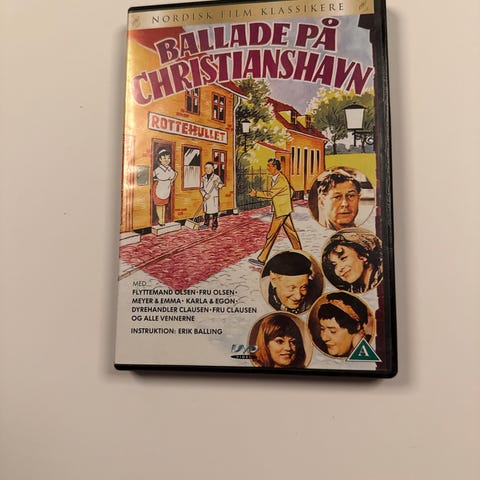 NORDISK FILM KLASSIKERE
BALLADE PÅ
CHRISTIANSHAVN
ROTTEHULLET
MED
FLYTTEMAND OLSEN · FRU OLSEN ·
MEYER & EMMA · KARLA & EGON ·
DYREHANDLER CLAUSEN · FRU CLAUSEN
OG ALLE VENNERNE
INSTRUKTION: ERIK BALLING
DVD
VIDEO
A